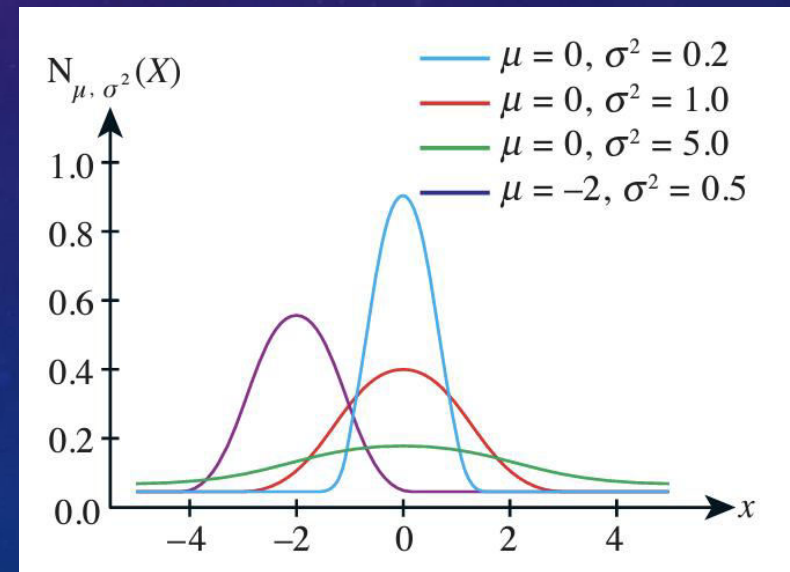 N μ, σ² (X)
μ = 0, σ² = 0.2
μ = 0, σ² = 1.0
μ = 0, σ² = 5.0
μ = –2, σ² = 0.5
1.0
0.8
0.6
0.4
0.2
0.0
–4 –2 0 2 4 x